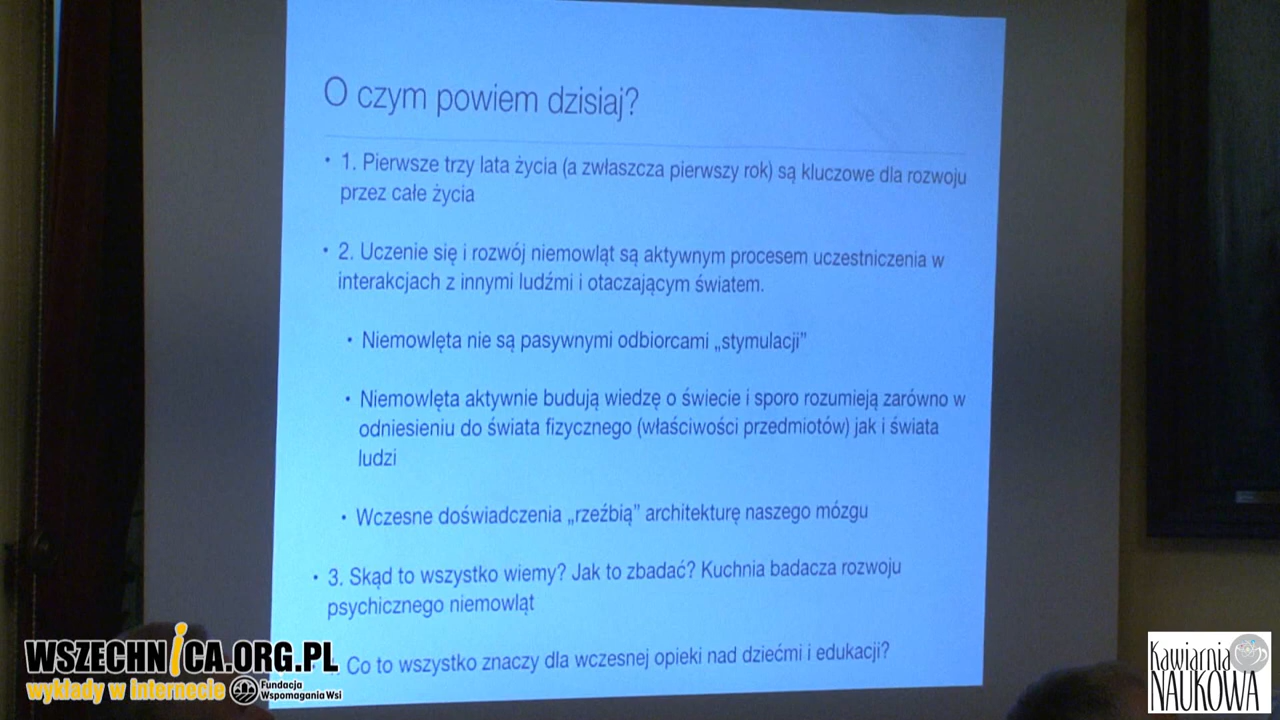 O czym powiem dzisiaj?
• 1. Pierwsze trzy lata życia (a zwłaszcza pierwszy rok) są kluczowe dla rozwoju
przez całe życia
• 2. Uczenie się i rozwój niemowląt są aktywnym procesem uczestniczenia w
interakcjach z innymi ludźmi i otaczającym światem.
• Niemowlęta nie są pasywnymi odbiorcami „stymulacji”
• Niemowlęta aktywnie budują wiedzę o świecie i sporo rozumieją zarówno w
odniesieniu do świata fizycznego (właściwości przedmiotów) jak i świata
ludzi
• Wczesne doświadczenia „rzeźbią” architekturę naszego mózgu
• 3. Skąd to wszystko wiemy? Jak to zbadać? Kuchnia badacza rozwoju
psychicznego niemowląt
Co to wszystko znaczy dla wczesnej opieki nad dziećmi i edukacji?
WSZECHNICA.ORG.PL
wykłady w internecie
Fundacja
Wspomagania Wsi
Kawiarnia
NAUKOWA